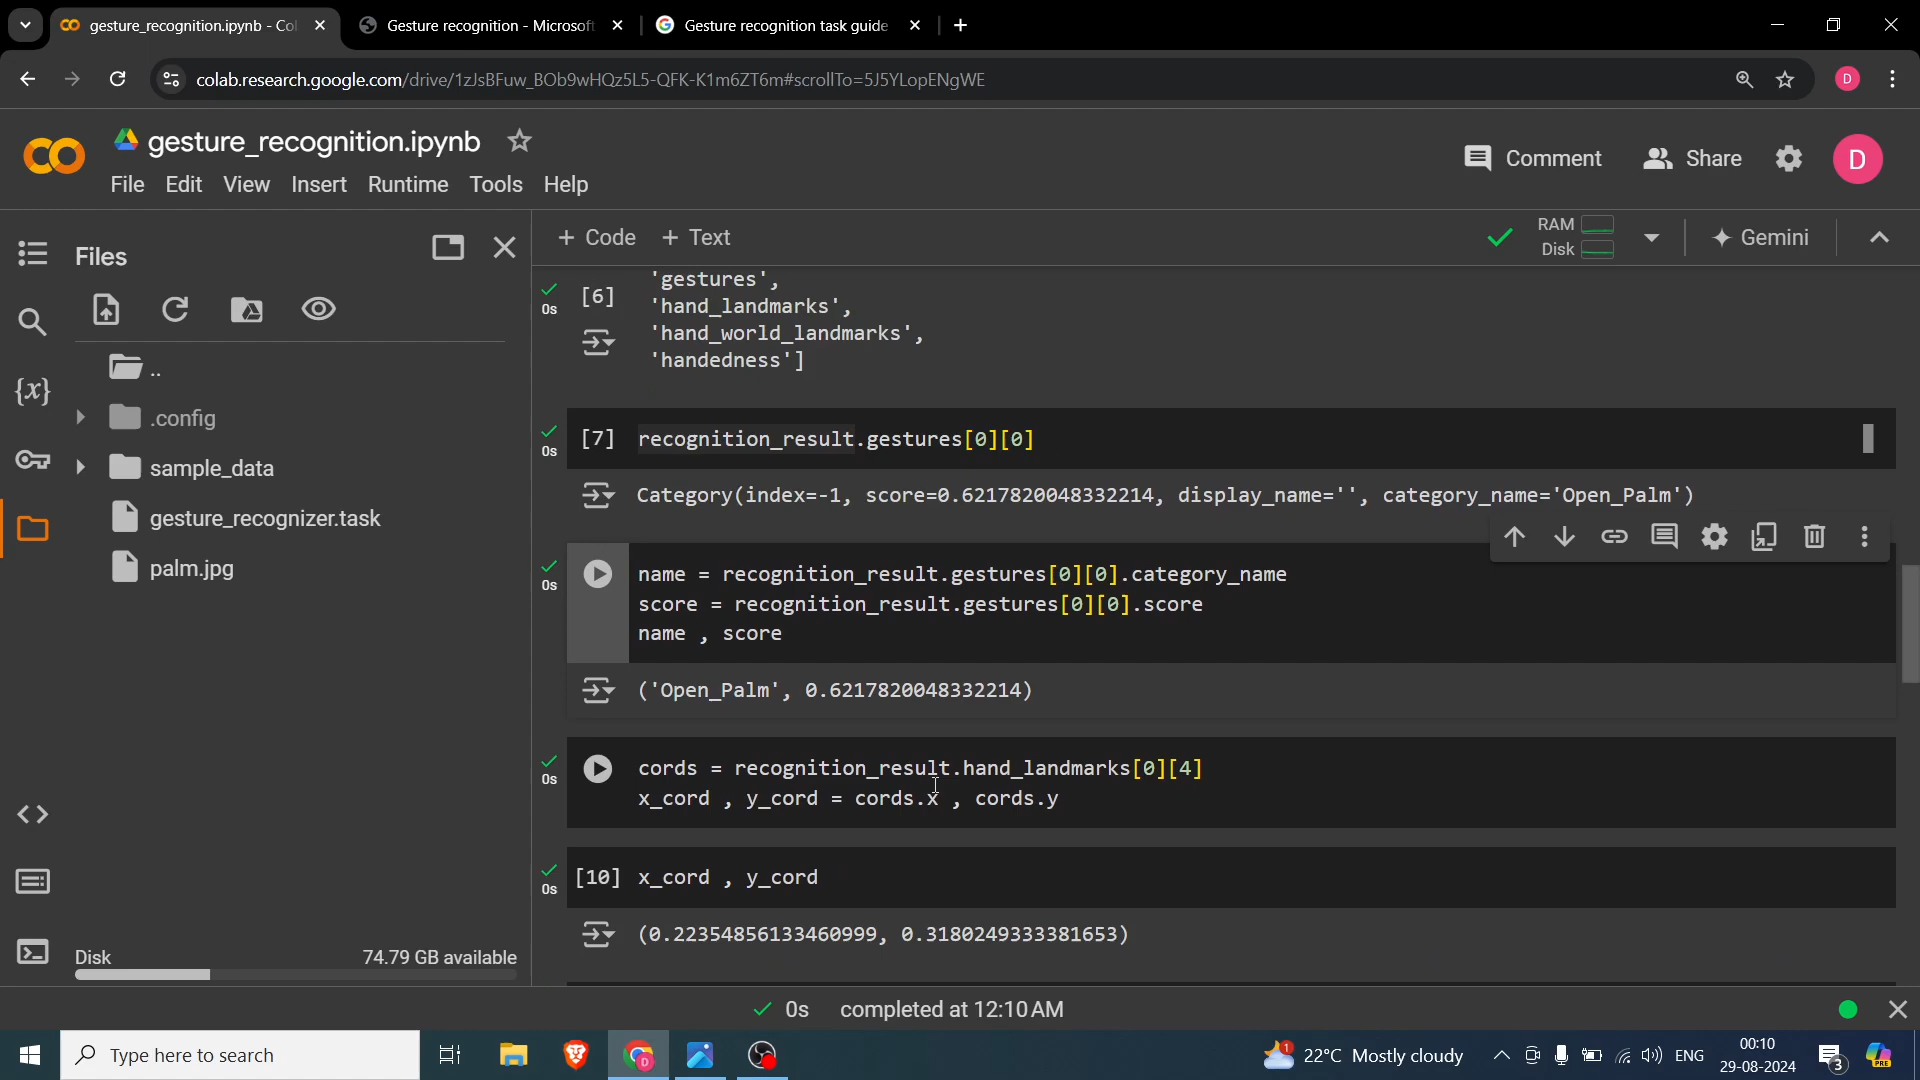 gesture_recognition.ipynb - Col
Gesture recognition - Microsoft
Gesture recognition task guide
colab.research.google.com/drive/1zJsBFuw_BOb9wHQz5L5-QFK-K1m6ZT6m#scrollTo=5J5YLopENgWE
D
gesture_recognition.ipynb
Comment
Share
D
File Edit View Insert Runtime Tools Help
Files
+ Code + Text
RAM
Disk
Gemini
..
.config
sample_data
gesture_recognizer.task
palm.jpg
Disk 74.79 GB available
0s
[6]
'gestures',
'hand_landmarks',
'hand_world_landmarks',
'handedness']
0s
[7] recognition_result.gestures[0][0]
Category(index=-1, score=0.6217820048332214, display_name='', category_name='Open_Palm')
0s
name = recognition_result.gestures[0][0].category_name
score = recognition_result.gestures[0][0].score
name , score
('Open_Palm', 0.6217820048332214)
0s
cords = recognition_result.hand_landmarks[0][4]
x_cord , y_cord = cords.x , cords.y
0s
[10] x_cord , y_cord
(0.22354856133460999, 0.3180249333381653)
0s completed at 12:10 AM
Type here to search
D
1
22°C Mostly cloudy
ENG
00:10
29-08-2024
3
PRE